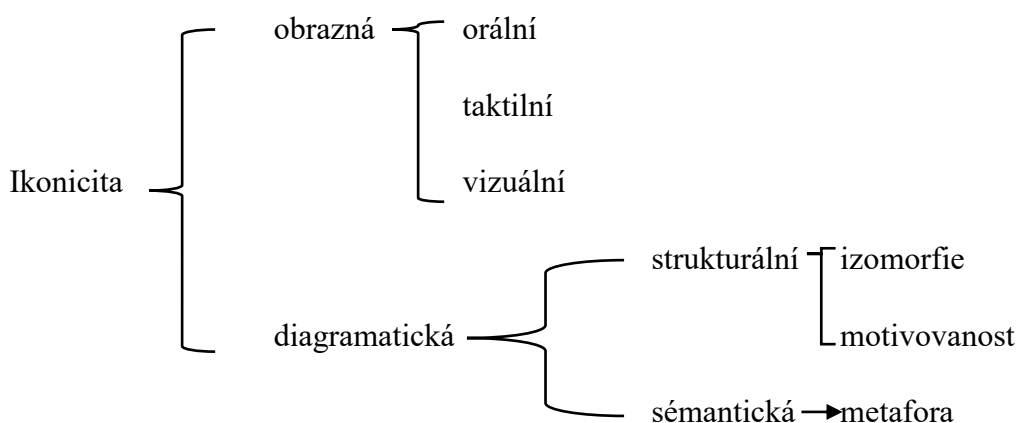 obrazná orální
taktilní
Ikonicita vizuální
strukturální izomorfie
diagramatická motivovanost
sémantická metafora